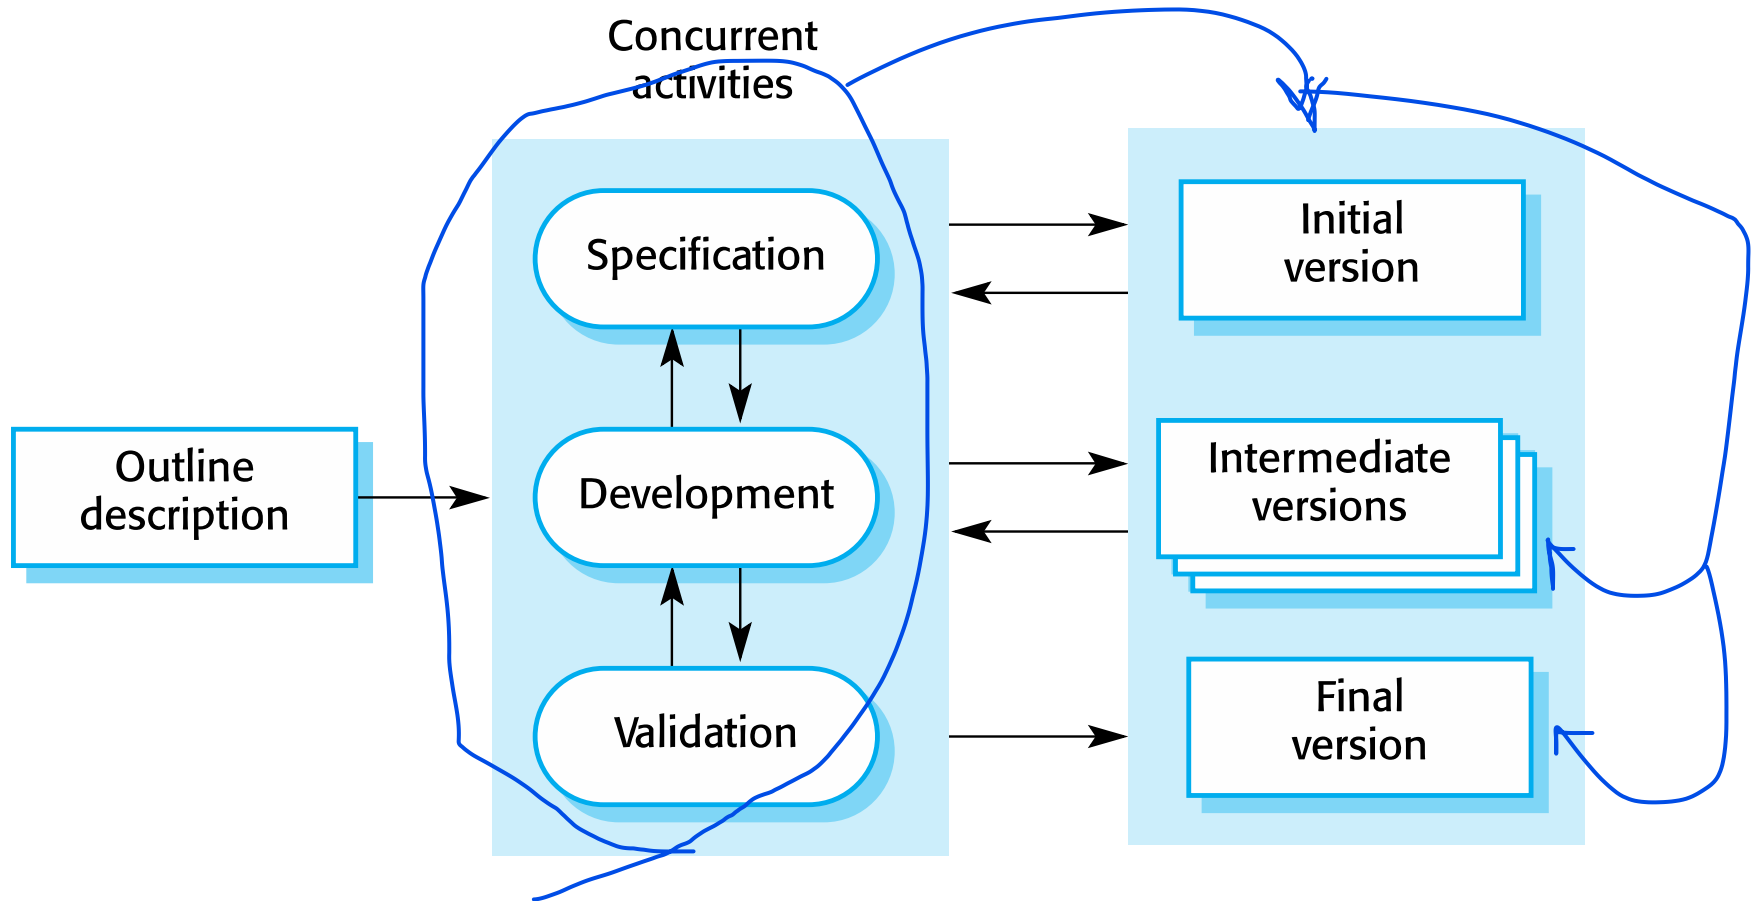 Concurrent
activities
Specification
Initial
version
Outline
description
Development
Intermediate
versions
Validation
Final
version